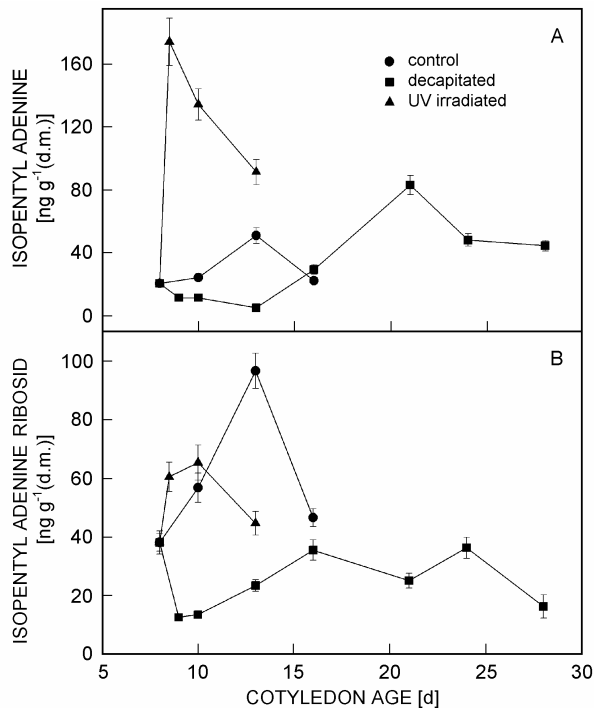 A
control
decapitated
UV irradiated
ISOPENTYL ADENINE
[ng g-1(d.m.)]
160
120
80
40
0
B
ISOPENTYL ADENINE RIBOSID
[ng g-1(d.m.)]
100
80
60
40
20
0
5 10 15 20 25 30
COTYLEDON AGE [d]